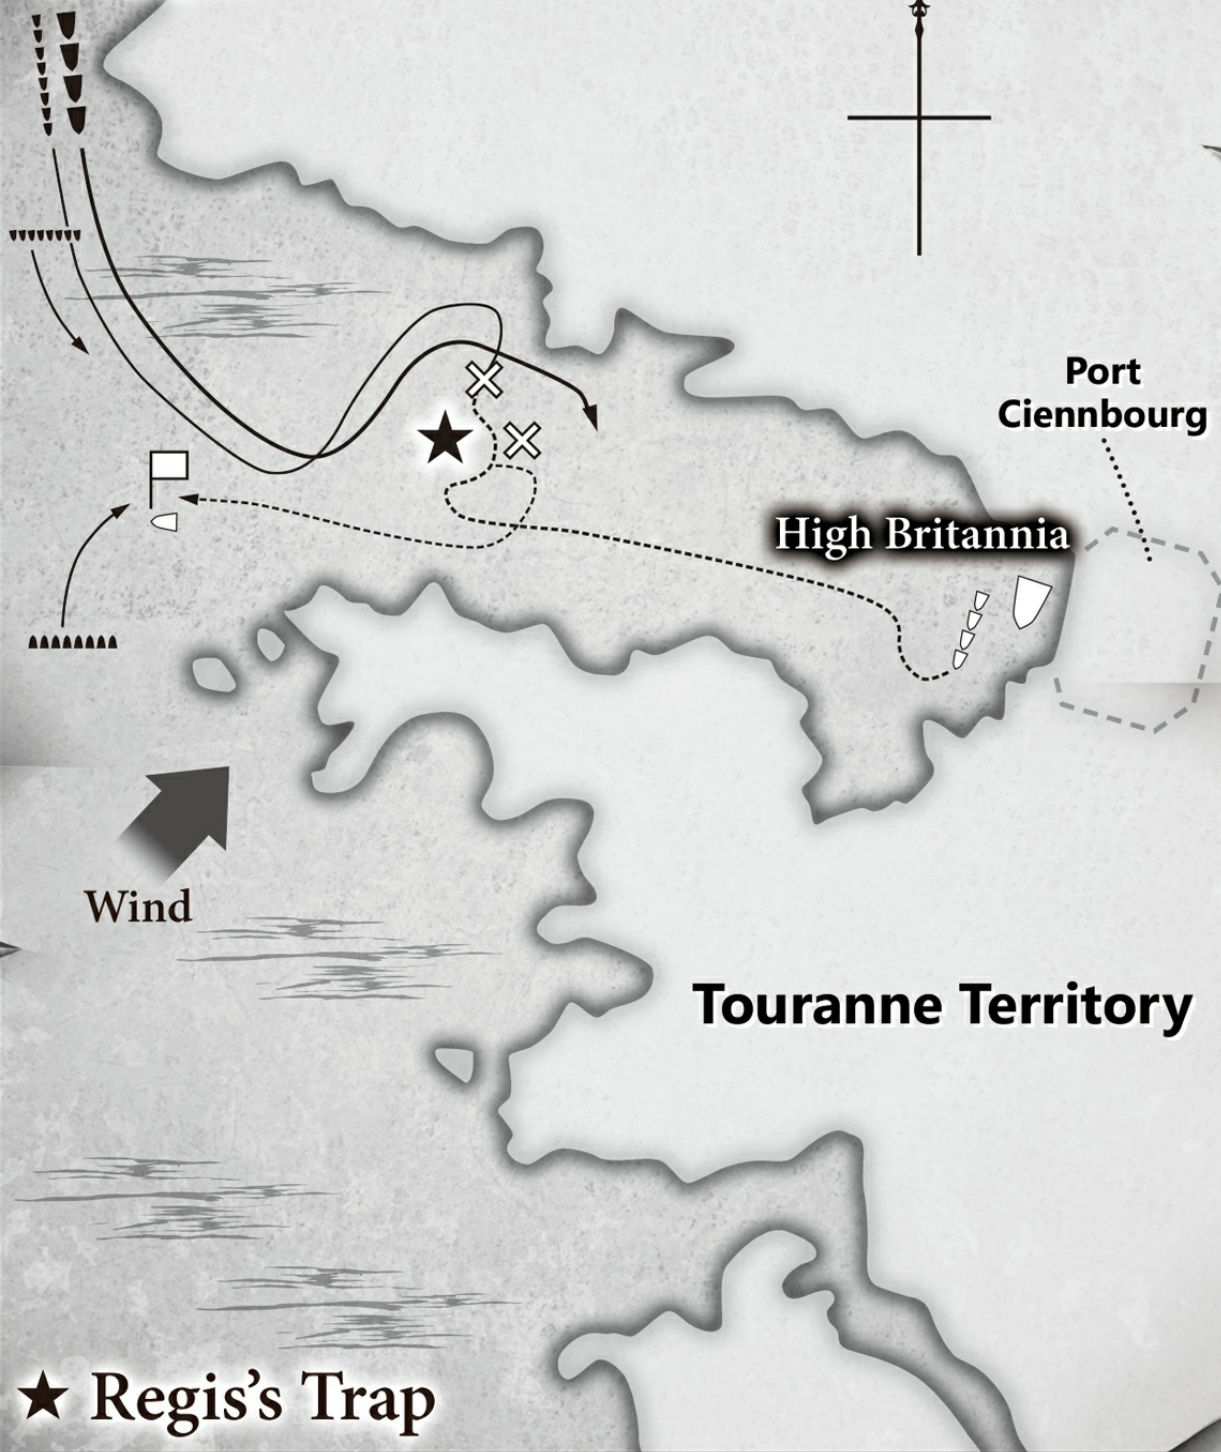 Port
Ciennbourg
High Britannia
Wind
Touranne Territory
★ Regis's Trap